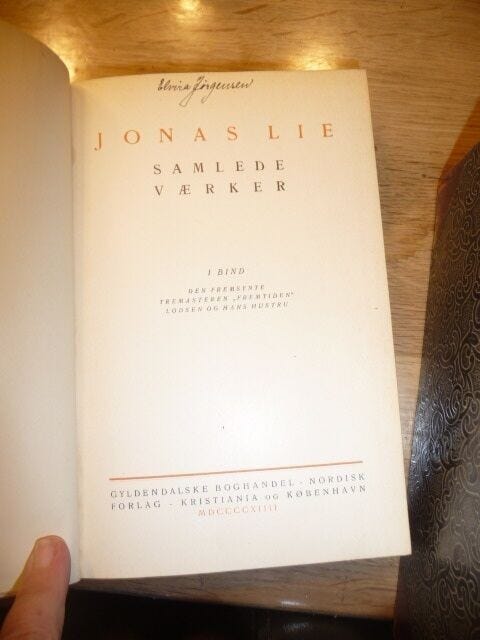 Elvira Jørgensen
JONAS LIE
SAMLEDE
VÆRKER
I BIND
DEN FREMSYNTE
TREMASTEREN „FREMTIDEN"
LODSEN OG HANS HUSTRU
GYLDENDALSKE BOGHANDEL - NORDISK
FORLAG - KRISTIANIA OG KØBENHAVN
MDCCCCXIIII